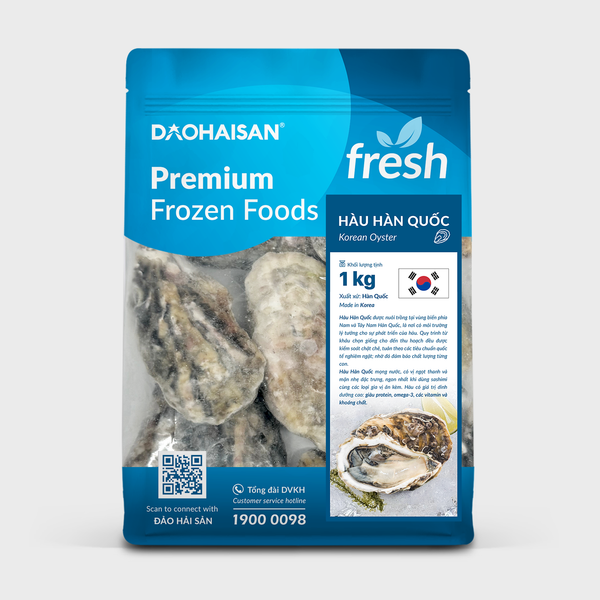 DAOHAISAN®
Premium
Frozen Foods
fresh
HÀU HÀN QUỐC
Korean Oyster
Khối lượng tịnh
1 kg
Xuất xứ: Hàn Quốc
Made in Korea
Hàu Hàn Quốc được nuôi trồng tại vùng biển phía
Nam và Tây Nam Hàn Quốc, là nơi có môi trường
lý tưởng cho sự phát triển của hàu. Quy trình từ
khâu chọn giống cho đến thu hoạch đều được
kiểm soát chặt chẽ, tuân theo các tiêu chuẩn quốc
tế nghiêm ngặt; nhờ đó đảm bảo chất lượng từng
con.
Hàu Hàn Quốc mọng nước, có vị ngọt thanh và
mặn nhẹ đặc trưng, ngon nhất khi dùng sashimi
cùng các loại gia vị ăn kèm. Hàu có giá trị dinh
dưỡng cao: giàu protein, omega-3, các vitamin và
khoáng chất.
Scan to connect with
ĐẢO HẢI SẢN
Tổng đài DVKH
Customer service hotline
1900 0098